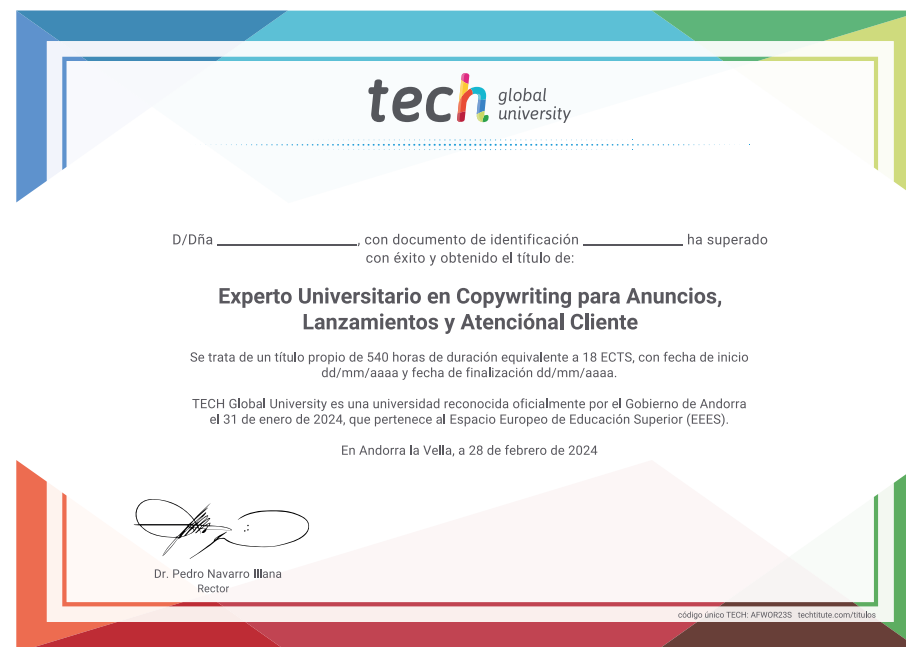 tech global university
D/Dña ____________, con documento de identificación ____________ ha superado
con éxito y obtenido el título de:
Experto Universitario en Copywriting para Anuncios,
Lanzamientos y Atenciónal Cliente
Se trata de un título propio de 540 horas de duración equivalente a 18 ECTS, con fecha de inicio
dd/mm/aaaa y fecha de finalización dd/mm/aaaa.
TECH Global University es una universidad reconocida oficialmente por el Gobierno de Andorra
el 31 de enero de 2024, que pertenece al Espacio Europeo de Educación Superior (EEES).
En Andorra la Vella, a 28 de febrero de 2024
Dr. Pedro Navarro Illana
Rector
código único TECH: AFWOR23S techtitute.com/titulos